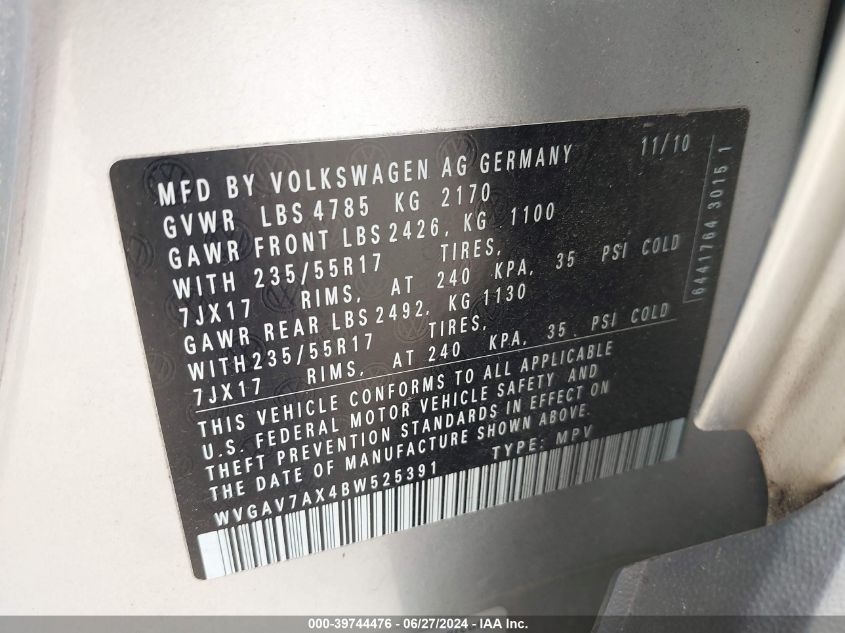 MFD BY VOLKSWAGEN AG GERMANY 11/10
GVWR LBS 4785 KG 2170
GAWR FRONT LBS 2426, KG 1100
WITH 235/55R17 TIRES,
7JX17 RIMS, AT 240 KPA, 35 PSI COLD
GAWR REAR LBS 2492, KG 1130
WITH 235/55R17 TIRES,
7JX17 RIMS, AT 240 KPA, 35 PSI COLD
THIS VEHICLE CONFORMS TO ALL APPLICABLE
U.S. FEDERAL MOTOR VEHICLE SAFETY AND
THEFT PREVENTION STANDARDS IN EFFECT ON
THE DATE OF MANUFACTURE SHOWN ABOVE.
WVGAV7AX4BW525391 TYPE: MPV
6441764 3015 1
000-39744476 - 06/27/2024 - IAA Inc.